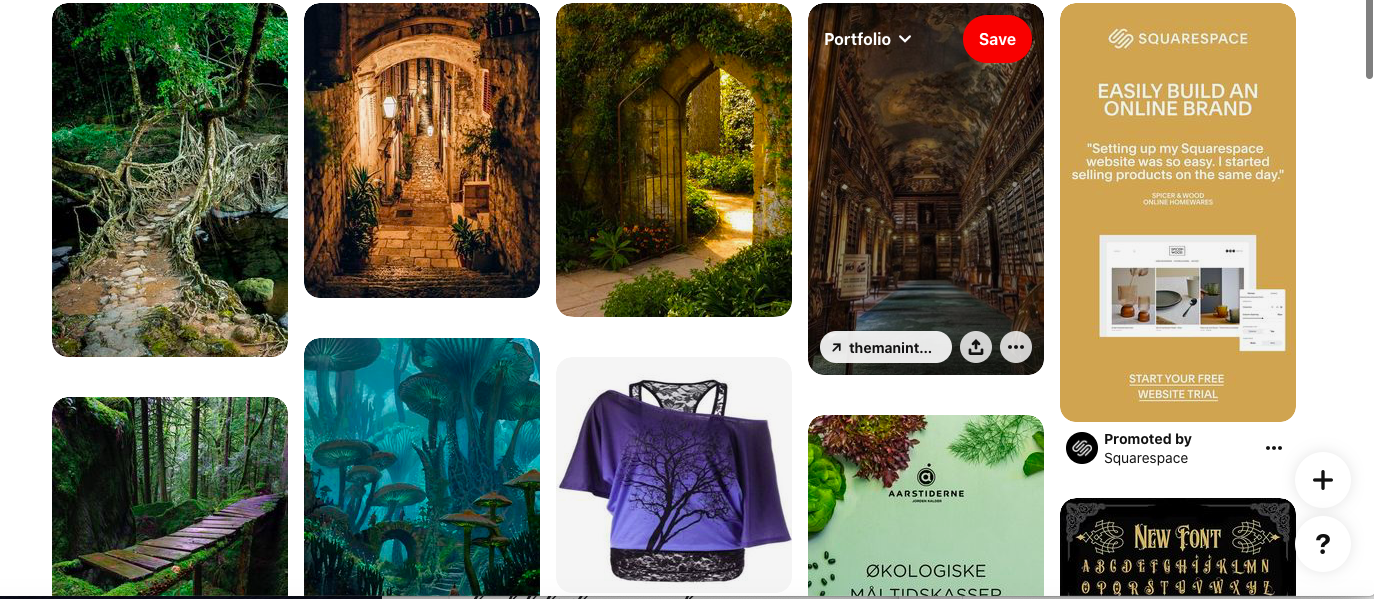 Portfolio
Save
themanint...
SQUARESPACE
EASILY BUILD AN
ONLINE BRAND
"Setting up my Squarespace
website was so easy. I started
selling products on the same day."
SPICER & WOOD
ONLINE HOMEWARES
START YOUR FREE
WEBSITE TRIAL
Promoted by
Squarespace
AARSTIDERNE
ØKOLOGISKE
MÅLTIDSKASSER
NEW FONT
ABCDEFGHIJKLMN
OPQRSTUVWXYZ
?